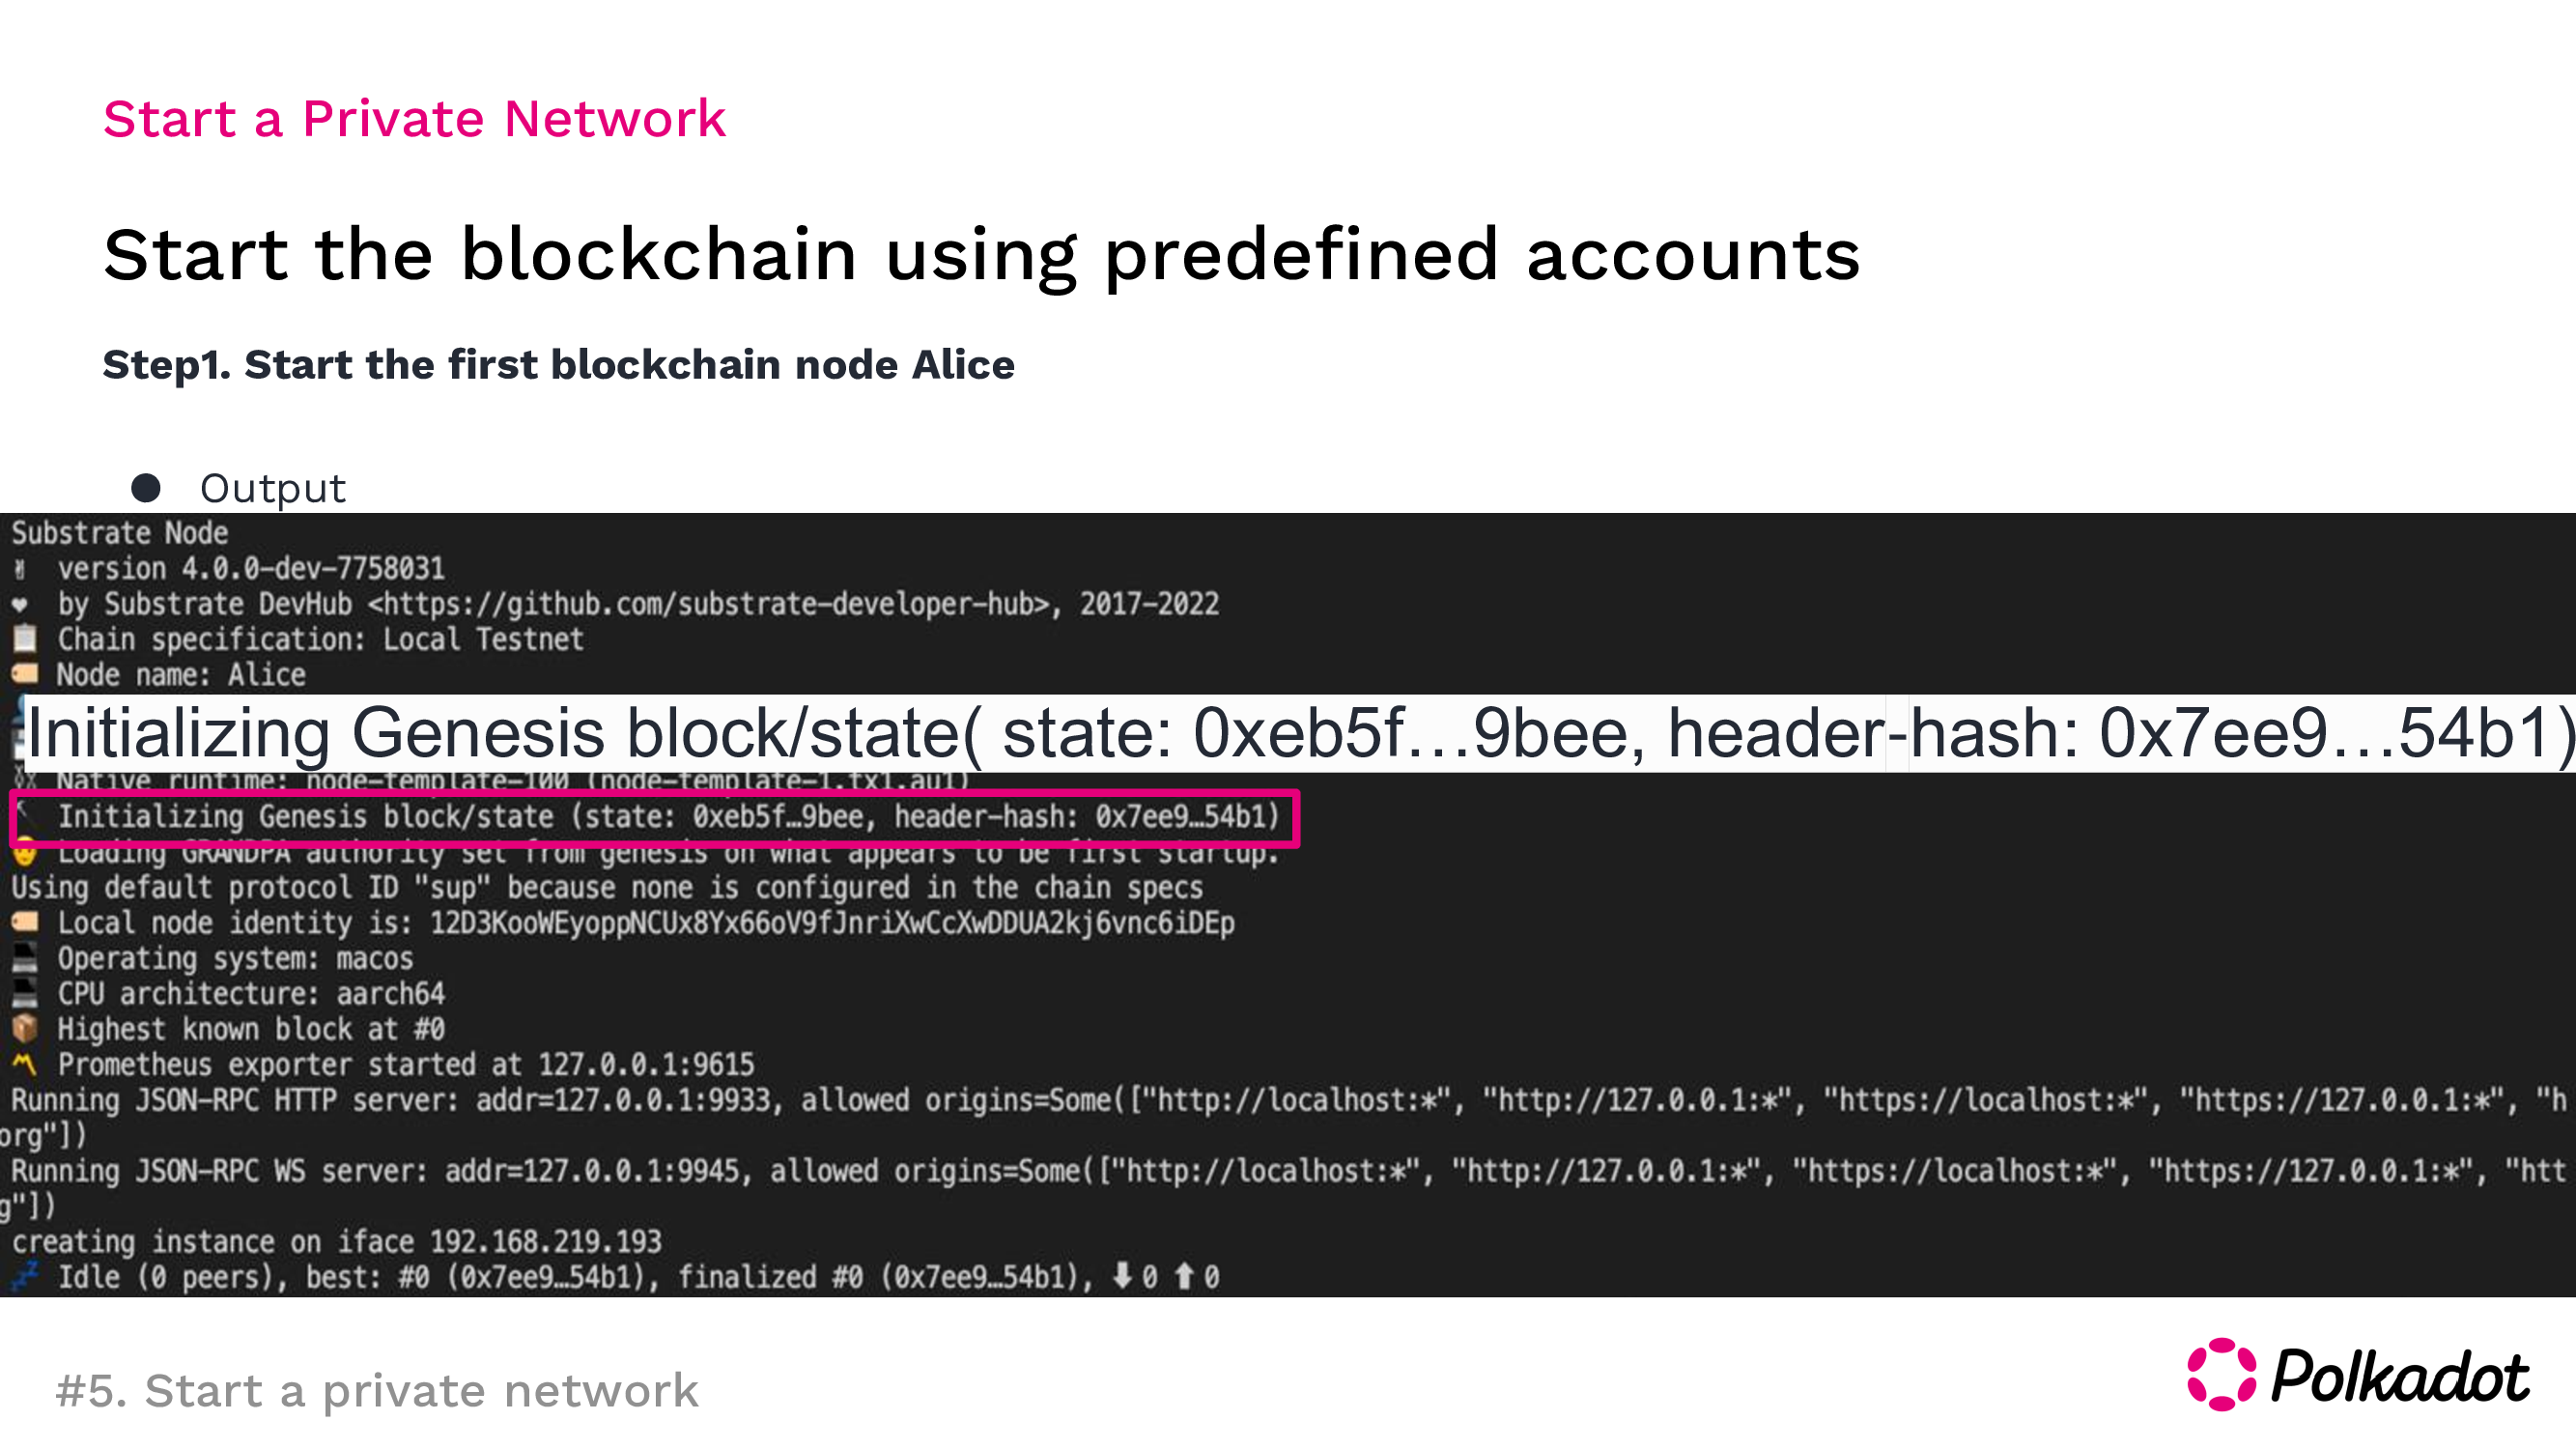 Start a Private Network
Start the blockchain using predefined accounts
Step1. Start the first blockchain node Alice
● Output
Substrate Node
version 4.0.0-dev-7758031
by Substrate DevHub <https://github.com/substrate-developer-hub>, 2017-2022
Chain specification: Local Testnet
Node name: Alice
Initializing Genesis block/state( state: 0xeb5f…9bee, header-hash: 0x7ee9…54b1)
Native runtime: node-template-100 (node-template-1.tx1.au1)
Initializing Genesis block/state (state: 0xeb5f…9bee, header-hash: 0x7ee9…54b1)
Loading GRANDPA authority set from genesis on what appears to be first startup.
Using default protocol ID "sup" because none is configured in the chain specs
Local node identity is: 12D3KooWEyoppNCUx8Yx66oV9fJnriXwCcXwDDUA2kj6vnc6iDEp
Operating system: macos
CPU architecture: aarch64
Highest known block at #0
Prometheus exporter started at 127.0.0.1:9615
Running JSON-RPC HTTP server: addr=127.0.0.1:9933, allowed origins=Some(["http://localhost:*", "http://127.0.0.1:*", "https://localhost:*", "https://127.0.0.1:*", "h
org"])
Running JSON-RPC WS server: addr=127.0.0.1:9945, allowed origins=Some(["http://localhost:*", "http://127.0.0.1:*", "https://localhost:*", "https://127.0.0.1:*", "htt
g"])
creating instance on iface 192.168.219.193
Idle (0 peers), best: #0 (0x7ee9…54b1), finalized #0 (0x7ee9…54b1), ⬇ 0 ⬆ 0
#5. Start a private network
Polkadot